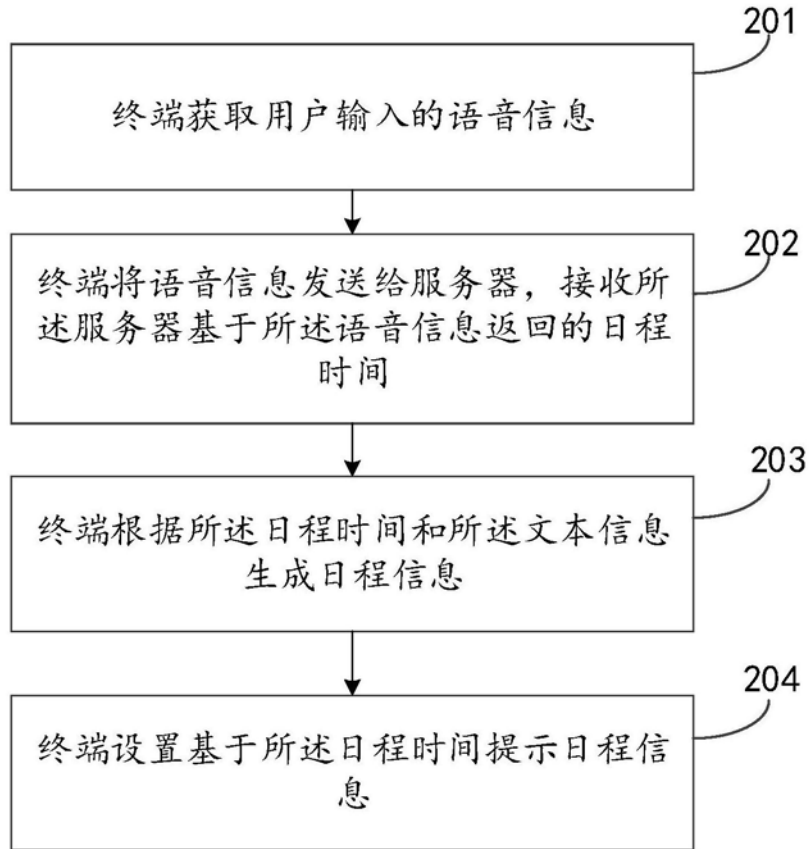 201
终端获取用户输入的语音信息
202
终端将语音信息发送给服务器，接收所
述服务器基于所述语音信息返回的日程
时间
203
终端根据所述日程时间和所述文本信息
生成日程信息
204
终端设置基于所述日程时间提示日程信
息